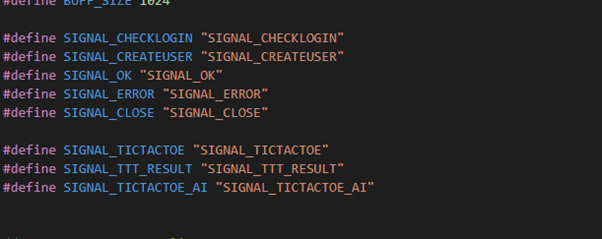 #define BUFF_SIZE 1024
#define SIGNAL_CHECKLOGIN "SIGNAL_CHECKLOGIN"
#define SIGNAL_CREATEUSER "SIGNAL_CREATEUSER"
#define SIGNAL_OK "SIGNAL_OK"
#define SIGNAL_ERROR "SIGNAL_ERROR"
#define SIGNAL_CLOSE "SIGNAL_CLOSE"
#define SIGNAL_TICTACTOE "SIGNAL_TICTACTOE"
#define SIGNAL_TTT_RESULT "SIGNAL_TTT_RESULT"
#define SIGNAL_TICTACTOE_AI "SIGNAL_TICTACTOE_AI"